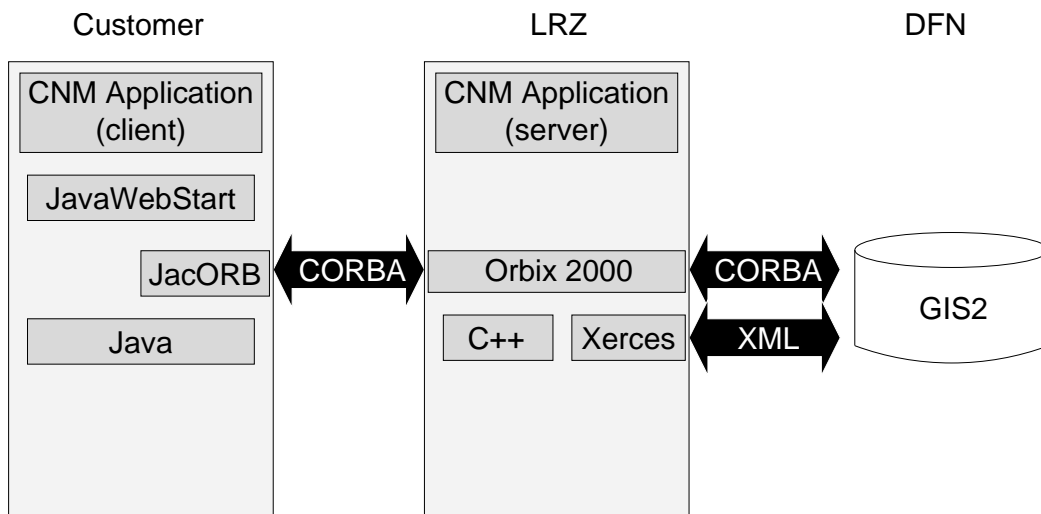 Customer
LRZ
DFN
CNM Application
(client)
CNM Application
(server)
JavaWebStart
JacORB
CORBA
Orbix 2000
CORBA
GIS2
Java
C++
Xerces
XML